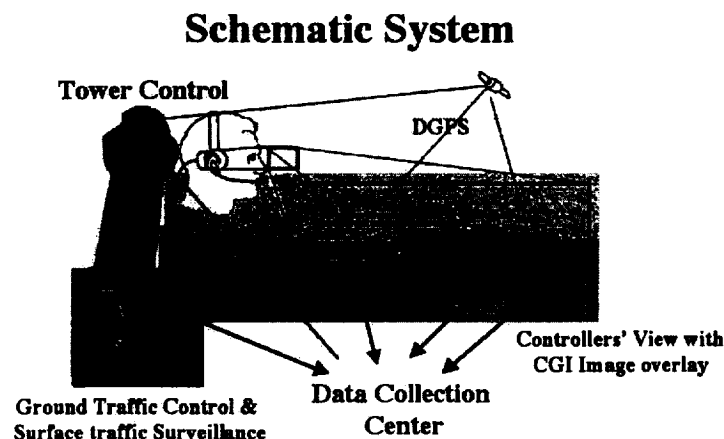 Schematic System
Tower Control
DGPS
Controllers' View with
CGI Image overlay
Data Collection
Center
Ground Traffic Control &
Surface traffic Surveillance